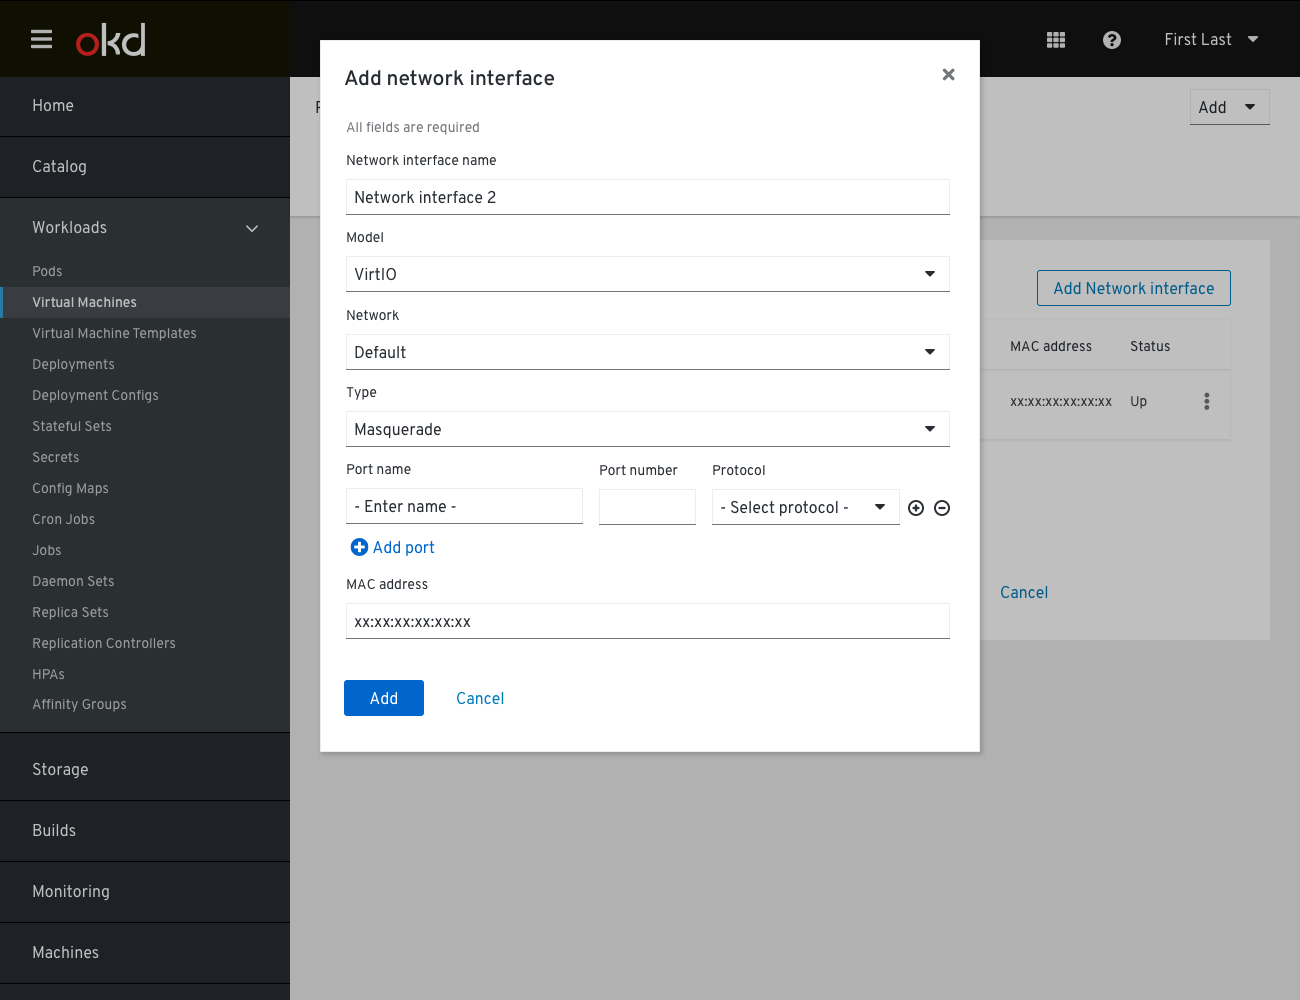 okd
First Last
Home
Catalog
Workloads
Pods
Virtual Machines
Virtual Machine Templates
Deployments
Deployment Configs
Stateful Sets
Secrets
Config Maps
Cron Jobs
Jobs
Daemon Sets
Replica Sets
Replication Controllers
HPAs
Affinity Groups
Storage
Builds
Monitoring
Machines
Add
Add Network interface
MAC address Status
xx:xx:xx:xx:xx:xx Up
Cancel
Add network interface
All fields are required
Network interface name
Network interface 2
Model
VirtIO
Network
Default
Type
Masquerade
Port name Port number Protocol
- Enter name - - Select protocol -
Add port
MAC address
xx:xx:xx:xx:xx:xx
Add Cancel